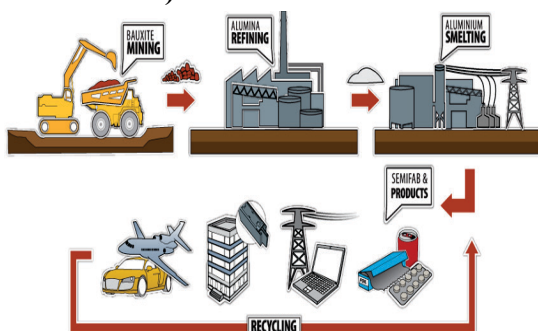 BAUXITE
MINING
ALUMINA
REFINING
ALUMINIUM
SMELTING
SEMIFAB &
PRODUCTS
RECYCLING